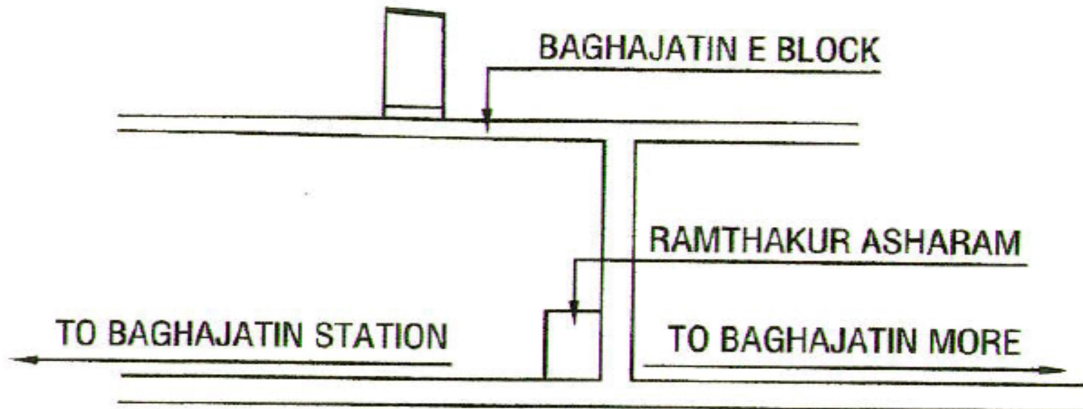 BAGHAJATIN E BLOCK
RAMTHAKUR ASHARAM
TO BAGHAJATIN STATION
TO BAGHAJATIN MORE